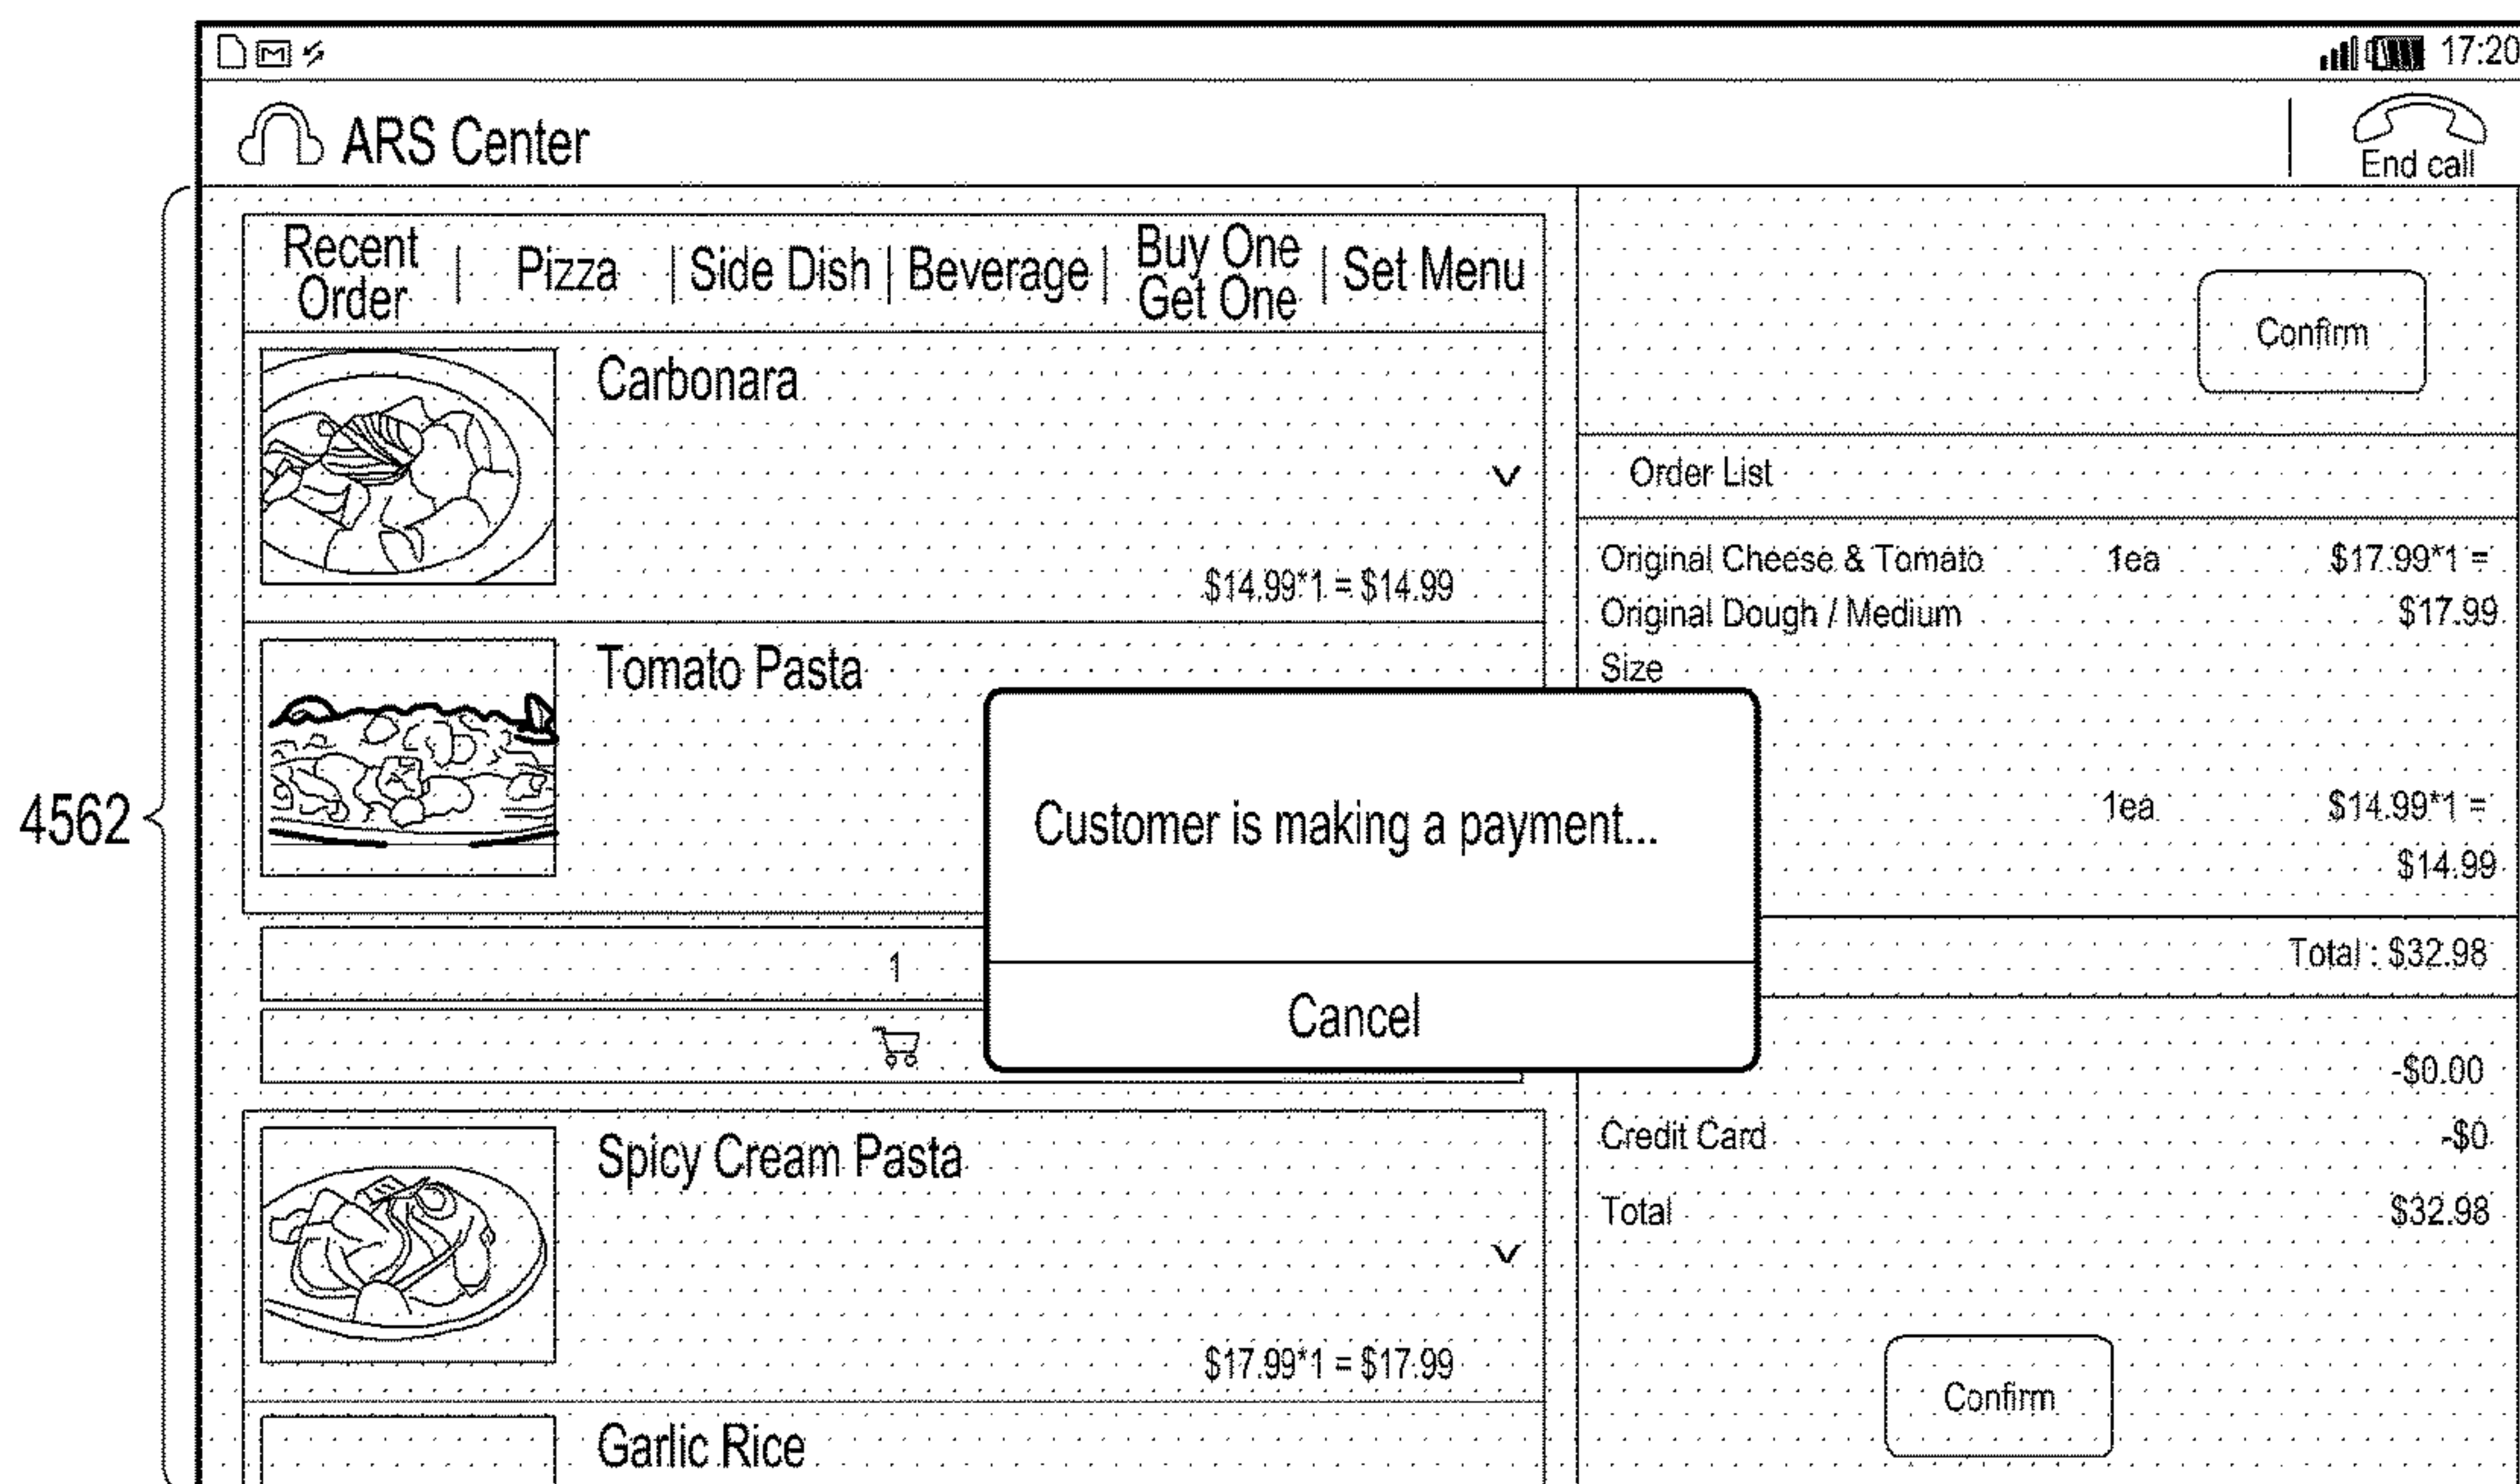 17:20
ARS Center
End call
Recent Order | Pizza | Side Dish | Beverage | Buy One Get One | Set Menu
Carbonara
$14.99*1 = $14.99
Tomato Pasta
1
Spicy Cream Pasta
$17.99*1 = $17.99
Garlic Rice
Confirm
Order List
Original Cheese & Tomato 1ea $17.99*1 =
Original Dough / Medium $17.99
Size
1ea $14.99*1 =
$14.99
Total : $32.98
-$0.00
Credit Card -$0
Total $32.98
Confirm
Customer is making a payment...
Cancel
4562